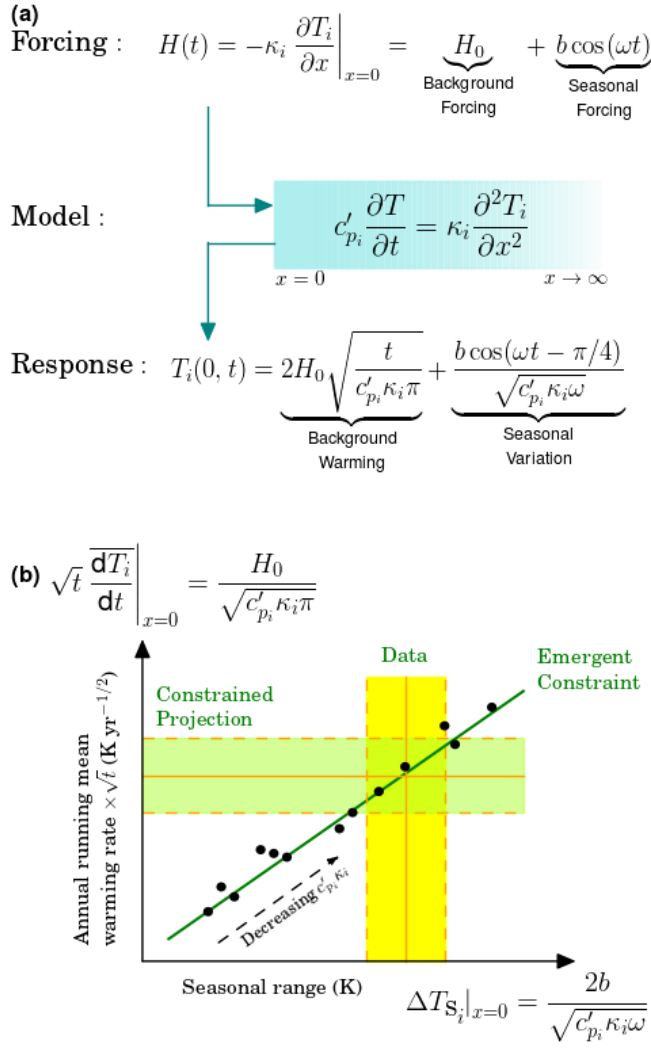 (a)
Forcing : H(t) = −κ_i ∂T_i/∂x |_{x=0} = H_0 + b cos(ωt)
Background Seasonal
Forcing Forcing
Model : c′_{p_i} ∂T/∂t = κ_i ∂²T_i/∂x²
x = 0 x → ∞
Response : T_i(0, t) = 2H_0 √(t/(c′_{p_i} κ_i π)) + b cos(ωt − π/4)/√(c′_{p_i} κ_i ω)
Background Seasonal
Warming Variation
(b) √t \overline{dT_i}/dt |_{x=0} = H_0/√(c′_{p_i} κ_i π)
Data Emergent
Constraint
Constrained
Projection
Annual running mean
warming rate ×√t (K yr^{−1/2})
Decreasing c′_{p_i} κ_i
Seasonal range (K) ΔT_{S_i}|_{x=0} = 2b/√(c′_{p_i} κ_i ω)